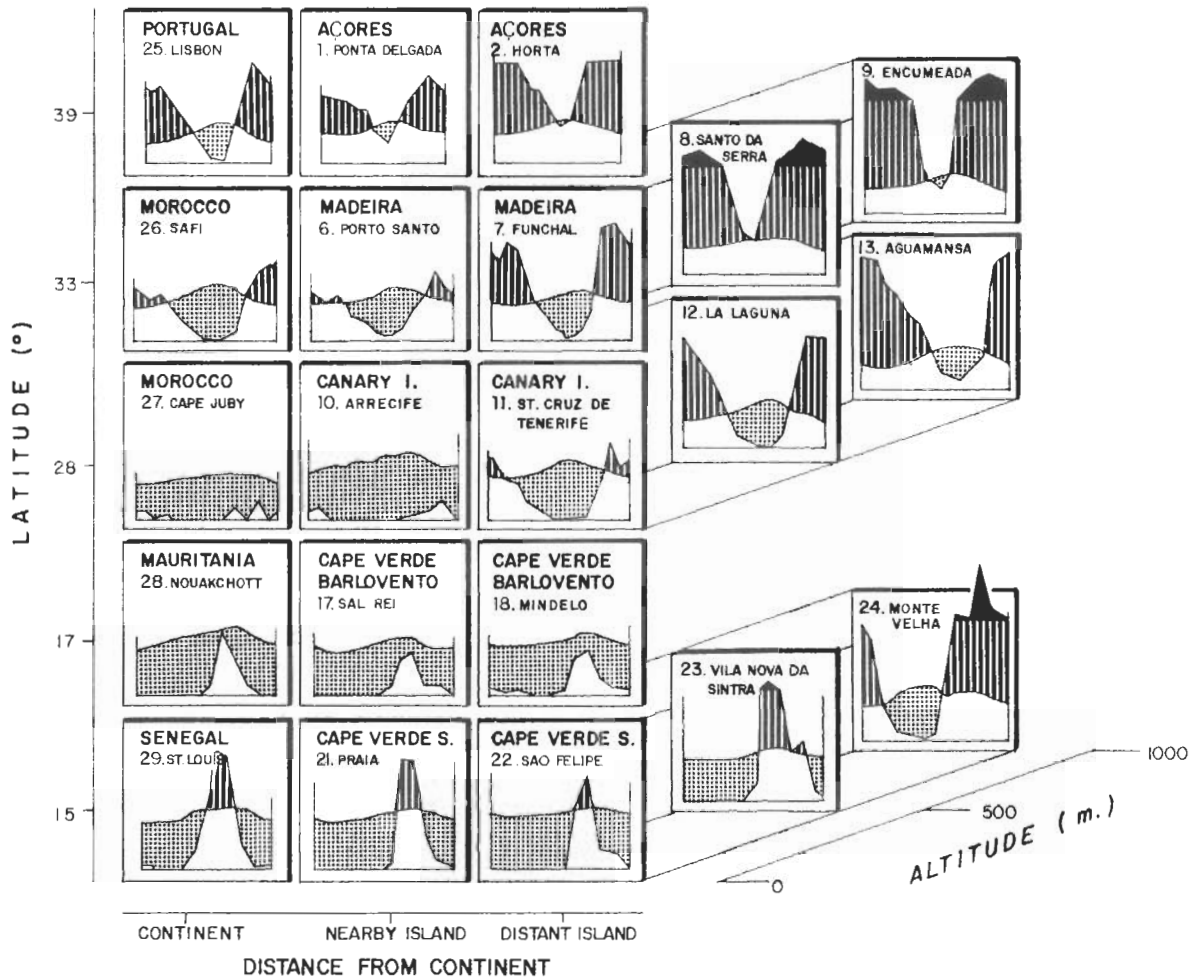 PORTUGAL
25. LISBON
AÇORES
1. PONTA DELGADA
AÇORES
2. HORTA
9. ENCUMEADA
39
8. SANTO DA
SERRA
MOROCCO
26. SAFI
MADEIRA
6. PORTO SANTO
MADEIRA
7. FUNCHAL
13. AGUAMANSA
33
12. LA LAGUNA
LATITUDE (°)
MOROCCO
27. CAPE JUBY
CANARY I.
10. ARRECIFE
CANARY I.
11. ST. CRUZ DE
TENERIFE
28
MAURITANIA
28. NOUAKCHOTT
CAPE VERDE
BARLOVENTO
17. SAL REI
CAPE VERDE
BARLOVENTO
18. MINDELO
24. MONTE
VELHA
17
23. VILA NOVA DA
SINTRA
SENEGAL
29. ST. LOUIS
CAPE VERDE S.
21. PRAIA
CAPE VERDE S.
22. SAO FELIPE
15
1000
500
0
ALTITUDE (m.)
CONTINENT
NEARBY ISLAND
DISTANT ISLAND
DISTANCE FROM CONTINENT